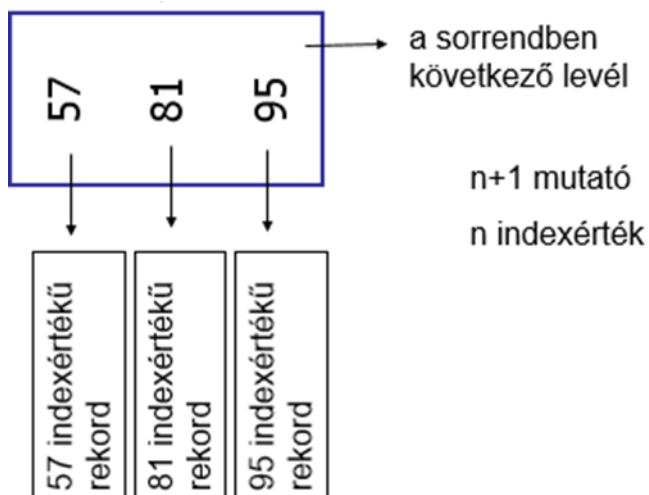 57
81
95
a sorrendben
következő levél
n+1 mutató
n indexérték
57 indexértékű
rekord
81 indexértékű
rekord
95 indexértékű
rekord